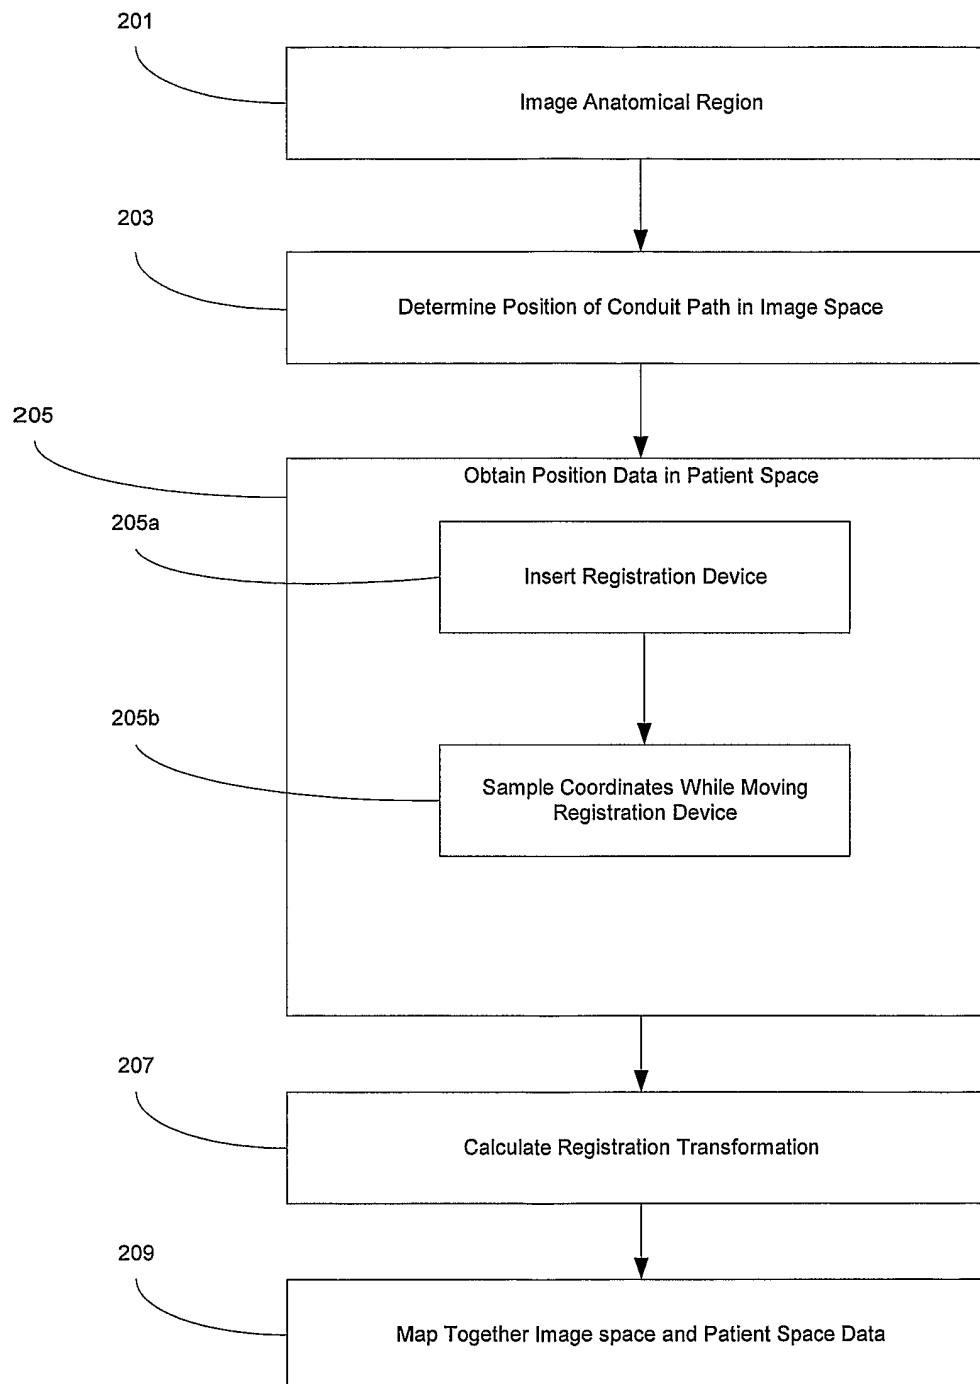 201
Image Anatomical Region
203
Determine Position of Conduit Path in Image Space
205
Obtain Position Data in Patient Space
205a
Insert Registration Device
205b
Sample Coordinates While Moving
Registration Device
207
Calculate Registration Transformation
209
Map Together Image space and Patient Space Data